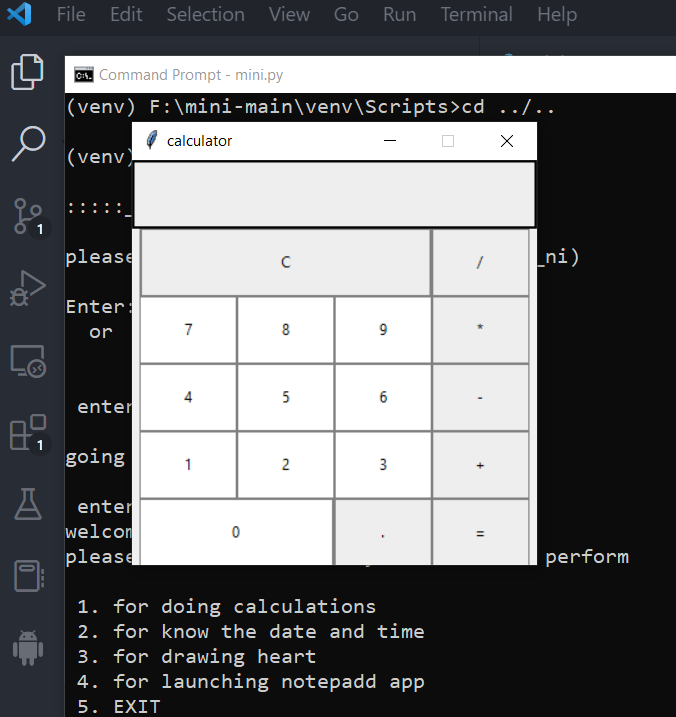 File Edit Selection View Go Run Terminal Help
Command Prompt - mini.py
(venv) F:\mini-main\venv\Scripts>cd ../..
calculator
(venv)
:::::_
please _ni)
C /
Enter:
7 8 9 *
or
4 5 6 -
enter
going
1 2 3 +
enter
welcom
0 . =
please perform
1. for doing calculations
2. for know the date and time
3. for drawing heart
4. for launching notepadd app
5. EXIT
1
1